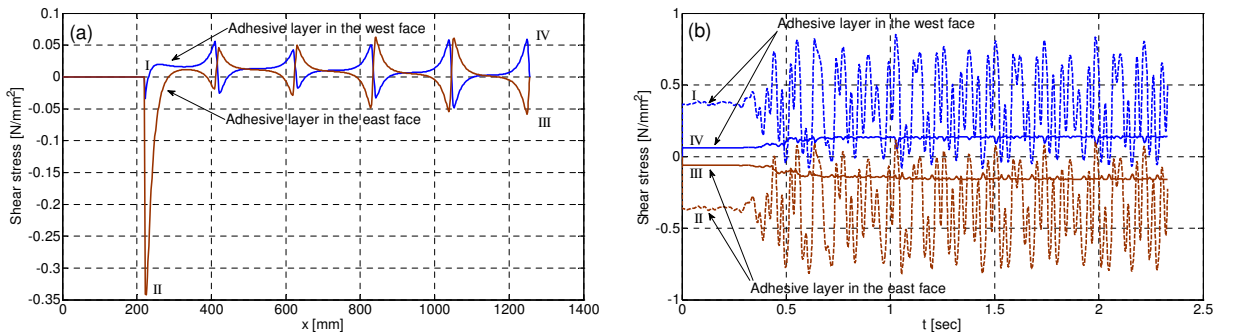 0.1
(a)
Adhesive layer in the west face
0.05
I
IV
0
-0.05
III
Adhesive layer in the east face
-0.1
-0.15
-0.2
-0.25
-0.3
II
-0.35
0 200 400 600 800 1000 1200 1400
x [mm]
Shear stress [N/mm²]
1
(b)
Adhesive layer in the west face
0.5
I
IV
0
III
II
-0.5
Adhesive layer in the east face
-1
0 0.5 1 1.5 2 2.5
t [sec]
Shear stress [N/mm²]